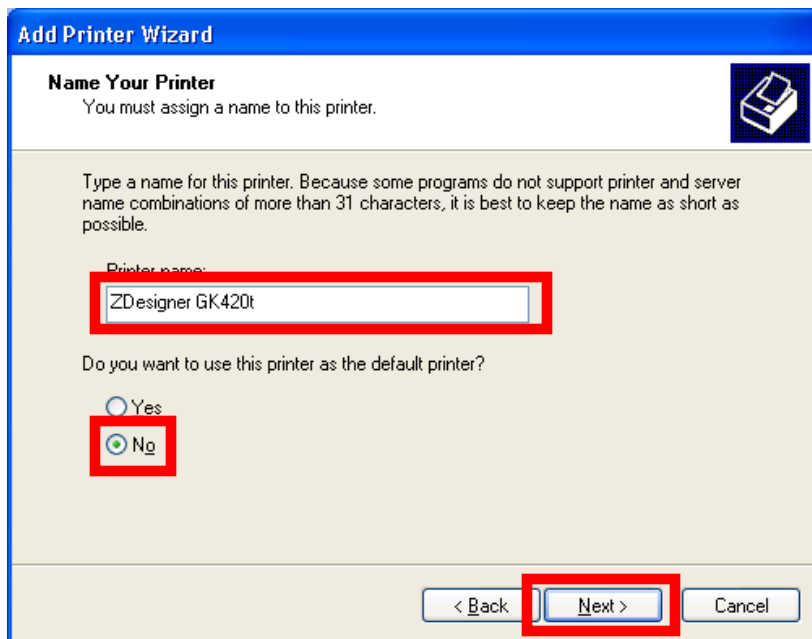 Add Printer Wizard
Name Your Printer
You must assign a name to this printer.
Type a name for this printer. Because some programs do not support printer and server
name combinations of more than 31 characters, it is best to keep the name as short as
possible.
Printer name:
ZDesigner GK420t
Do you want to use this printer as the default printer?
Yes
No
< Back
Next >
Cancel